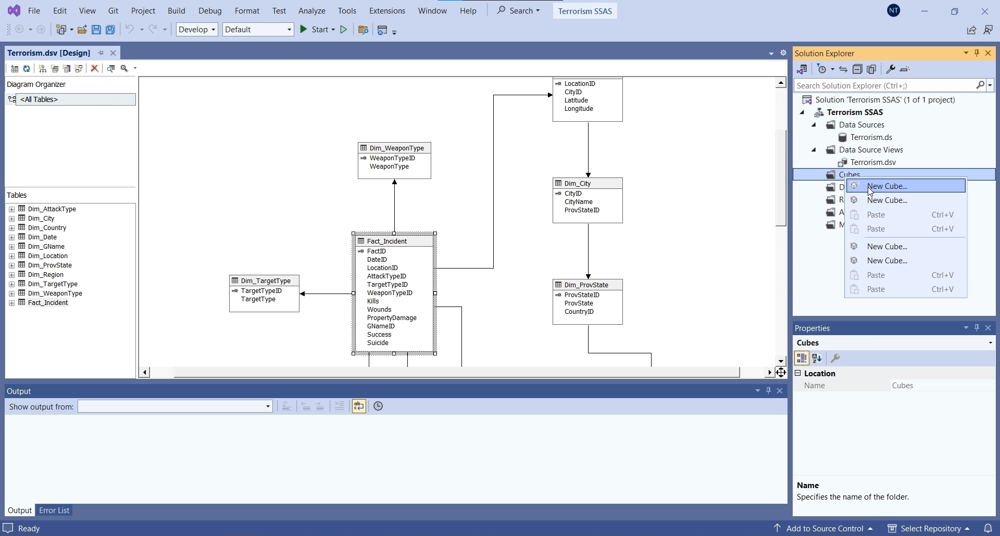 File Edit View Git Project Build Debug Format Test Analyze Tools Extensions Window Help Search Terrorism SSAS NT
Develop Default Start
Terrorism.dsv [Design]
Diagram Organizer
<All Tables>
Tables
Dim_AttackType
Dim_City
Dim_Country
Dim_Date
Dim_GName
Dim_Location
Dim_ProvState
Dim_Region
Dim_TargetType
Dim_WeaponType
Fact_Incident
LocationID
CityID
Latitude
Longitude
Dim_WeaponType
WeaponTypeID
WeaponType
Dim_City
CityID
CityName
ProvStateID
Fact_Incident
FactID
DateID
LocationID
AttackTypeID
TargetTypeID
WeaponTypeID
Kills
Wounds
PropertyDamage
GNameID
Success
Suicide
Dim_TargetType
TargetTypeID
TargetType
Dim_ProvState
ProvStateID
ProvState
CountryID
Solution Explorer
Search Solution Explorer (Ctrl+;)
Solution 'Terrorism SSAS' (1 of 1 project)
Terrorism SSAS
Data Sources
Terrorism.ds
Data Source Views
Terrorism.dsv
Cubes
D
R
A
M
New Cube...
New Cube...
Paste Ctrl+V
Paste Ctrl+V
New Cube...
New Cube...
Paste Ctrl+V
Paste Ctrl+V
Properties
Cubes
Location
Name Cubes
Name
Specifies the name of the folder.
Output
Show output from:
Output Error List
Ready Add to Source Control Select Repository